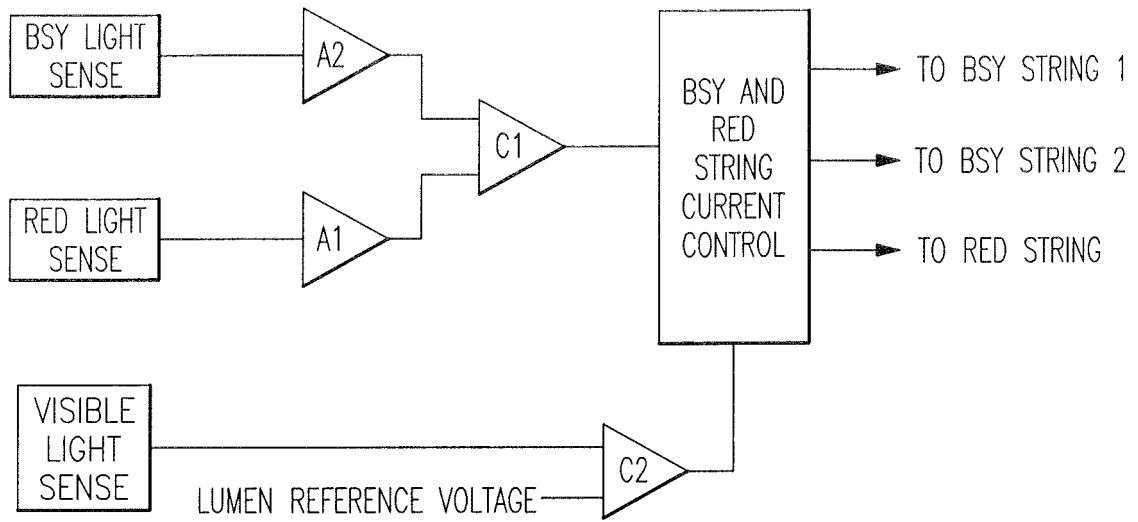 BSY LIGHT
SENSE
A2
C1
RED LIGHT
SENSE
A1
BSY AND
RED
STRING
CURRENT
CONTROL
TO BSY STRING 1
TO BSY STRING 2
TO RED STRING
VISIBLE
LIGHT
SENSE
C2
LUMEN REFERENCE VOLTAGE